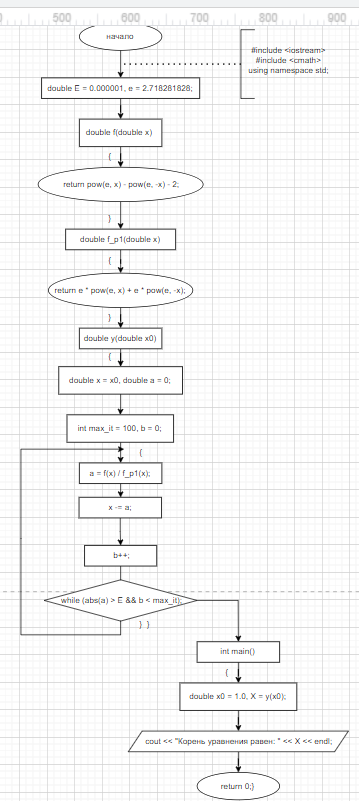 500 600 700 800 900
начало
#include <iostream>
#include <cmath>
using namespace std;
double E = 0.000001, e = 2.718281828;
double f(double x)
{
return pow(e, x) - pow(e, -x) - 2;
}
double f_p1(double x)
{
return e * pow(e, x) + e * pow(e, -x);
}
double y(double x0)
{
double x = x0, double a = 0;
int max_it = 100, b = 0;
{
a = f(x) / f_p1(x);
x -= a;
b++;
while (abs(a) > E && b < max_it);
} }
int main()
{
double x0 = 1.0, X = y(x0);
cout << "Корень уравнения равен: " << X << endl;
return 0;}